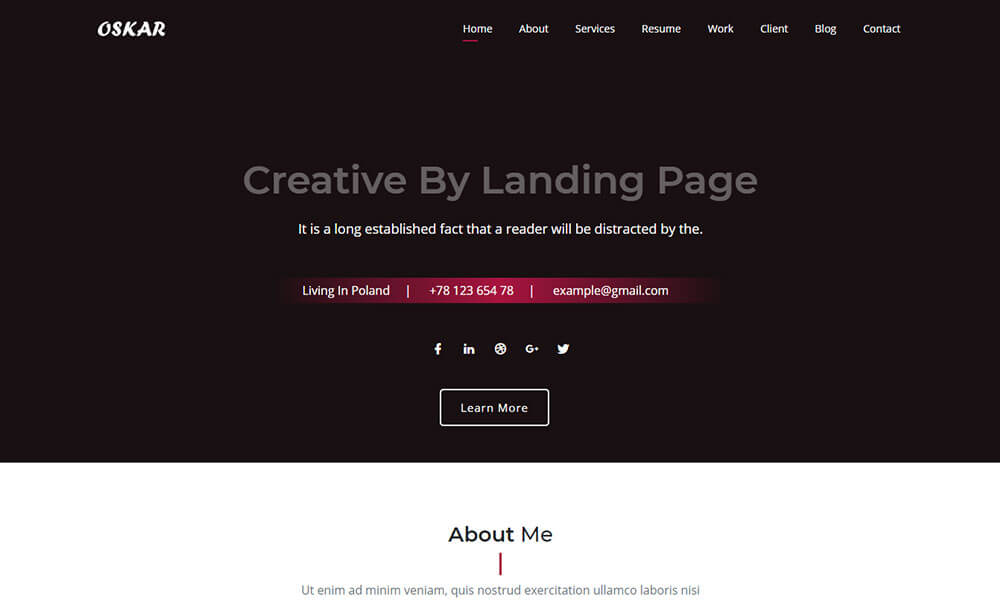 OSKAR
Home About Services Resume Work Client Blog Contact
Creative By Landing Page
It is a long established fact that a reader will be distracted by the.
Living In Poland | +78 123 654 78 | example@gmail.com
Learn More
About Me
Ut enim ad minim veniam, quis nostrud exercitation ullamco laboris nisi